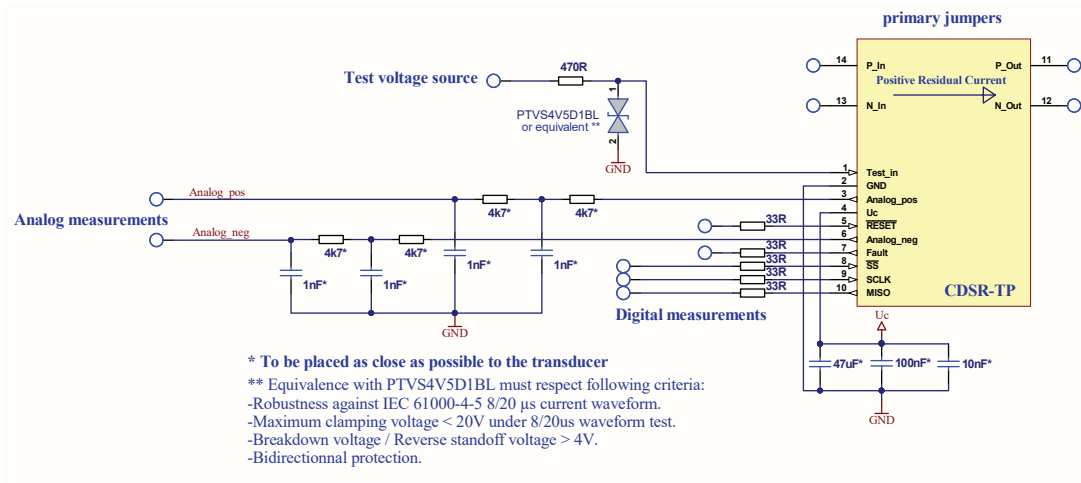 primary jumpers
14
P_In
P_Out
11
Positive Residual Current
13
N_In
N_Out
12
Test voltage source
470R
1
PTVS4V5D1BL
or equivalent **
2
GND
1
Test_in
2
GND
3
Analog_pos
4
Uc
5
RESET
6
Analog_neg
7
Fault
8
SS
9
SCLK
10
MISO
CDSR-TP
Analog measurements
Analog_pos
4k7*
4k7*
Analog_neg
4k7*
4k7*
1nF*
1nF*
1nF*
1nF*
GND
33R
33R
33R
33R
33R
Digital measurements
Uc
47uF*
100nF*
10nF*
GND
* To be placed as close as possible to the transducer
** Equivalence with PTVS4V5D1BL must respect following criteria:
-Robustness against IEC 61000-4-5 8/20 µs current waveform.
-Maximum clamping voltage < 20V under 8/20us waveform test.
-Breakdown voltage / Reverse standoff voltage > 4V.
-Bidirectionnal protection.